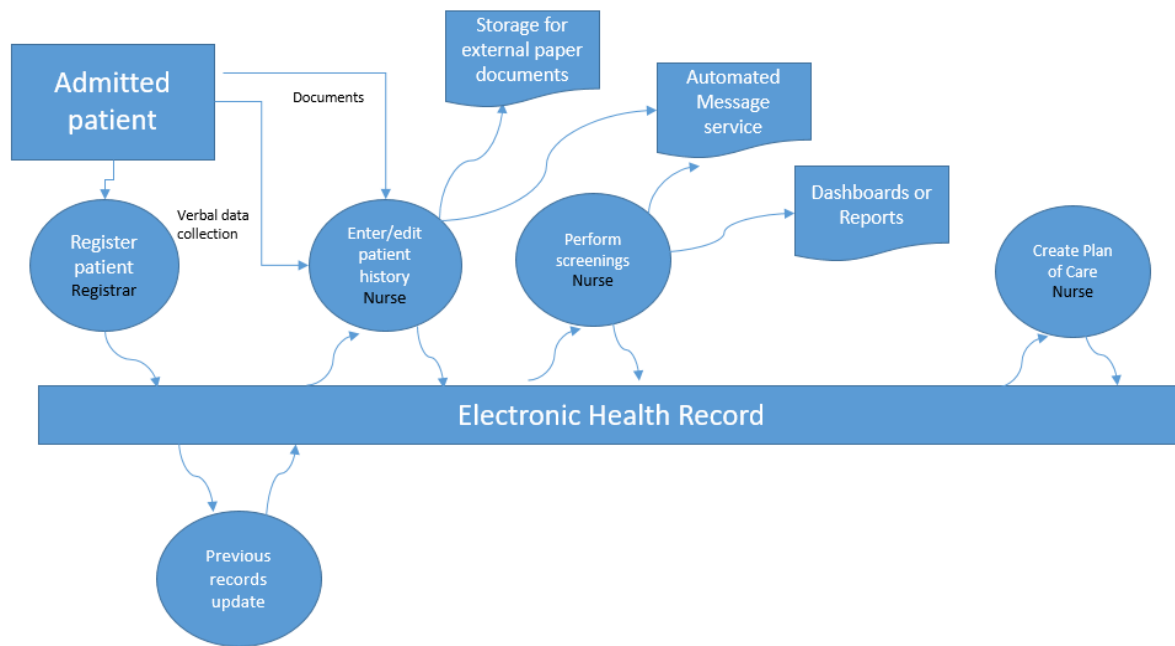 Admitted
patient
Documents
Storage for
external paper
documents
Automated
Message
service
Dashboards or
Reports
Verbal data
collection
Register
patient
Registrar
Enter/edit
patient
history
Nurse
Perform
screenings
Nurse
Create Plan
of Care
Nurse
Electronic Health Record
Previous
records
update